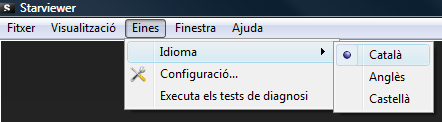 S Starviewer
Fitxer Visualització Eines Finestra Ajuda
Idioma
Català
Configuració...
Anglès
Executa els tests de diagnosi
Castellà